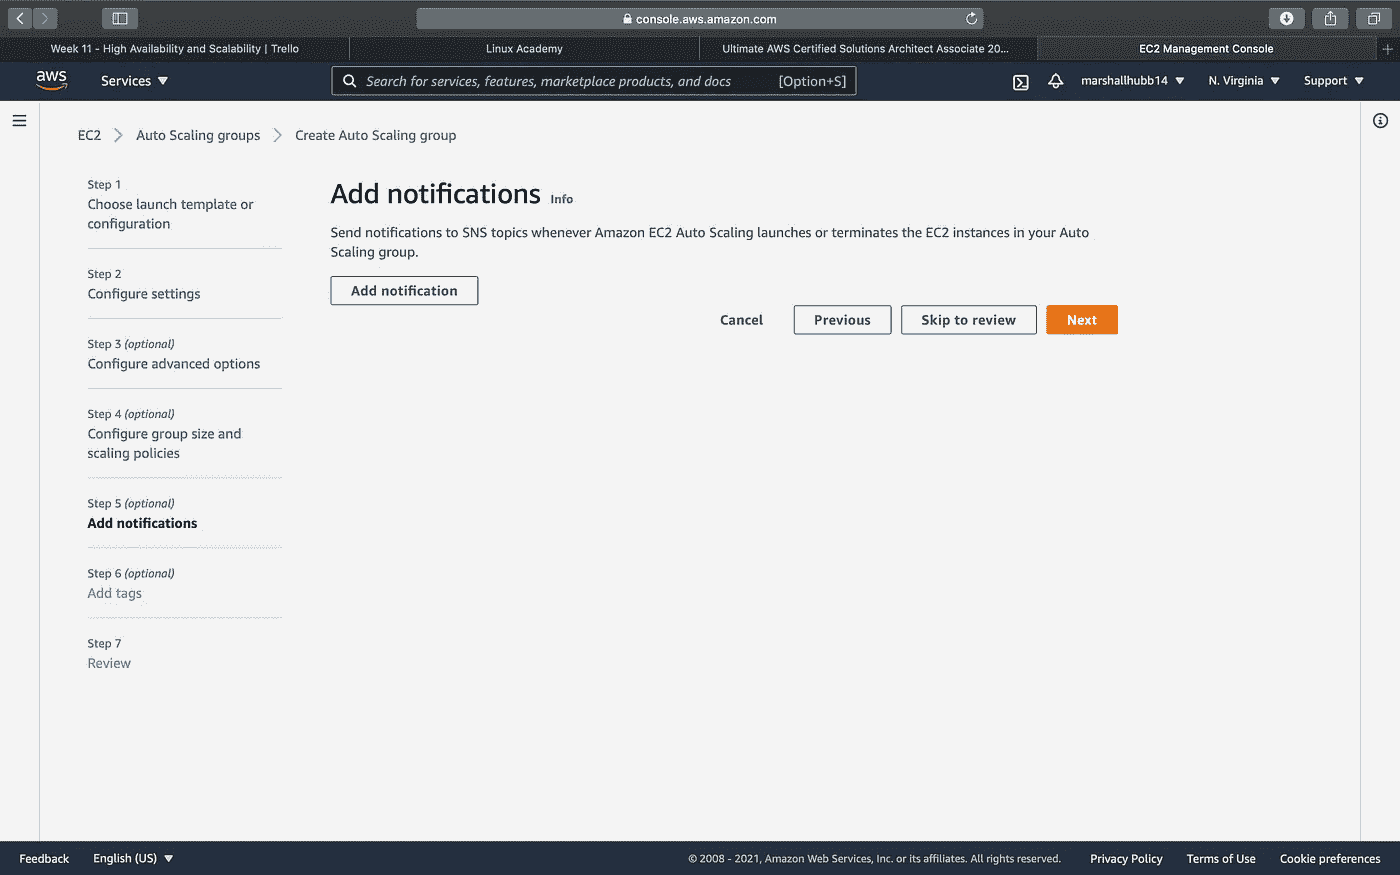 console.aws.amazon.com
Week 11 - High Availability and Scalability | Trello
Linux Academy
Ultimate AWS Certified Solutions Architect Associate 20...
EC2 Management Console
aws
Services
Search for services, features, marketplace products, and docs
[Option+S]
marshallhubb14
N. Virginia
Support
EC2
Auto Scaling groups
Create Auto Scaling group
Step 1
Choose launch template or
configuration
Step 2
Configure settings
Step 3 (optional)
Configure advanced options
Step 4 (optional)
Configure group size and
scaling policies
Step 5 (optional)
Add notifications
Step 6 (optional)
Add tags
Step 7
Review
Add notifications Info
Send notifications to SNS topics whenever Amazon EC2 Auto Scaling launches or terminates the EC2 instances in your Auto
Scaling group.
Add notification
Cancel
Previous
Skip to review
Next
Feedback
English (US)
© 2008 - 2021, Amazon Web Services, Inc. or its affiliates. All rights reserved.
Privacy Policy
Terms of Use
Cookie preferences